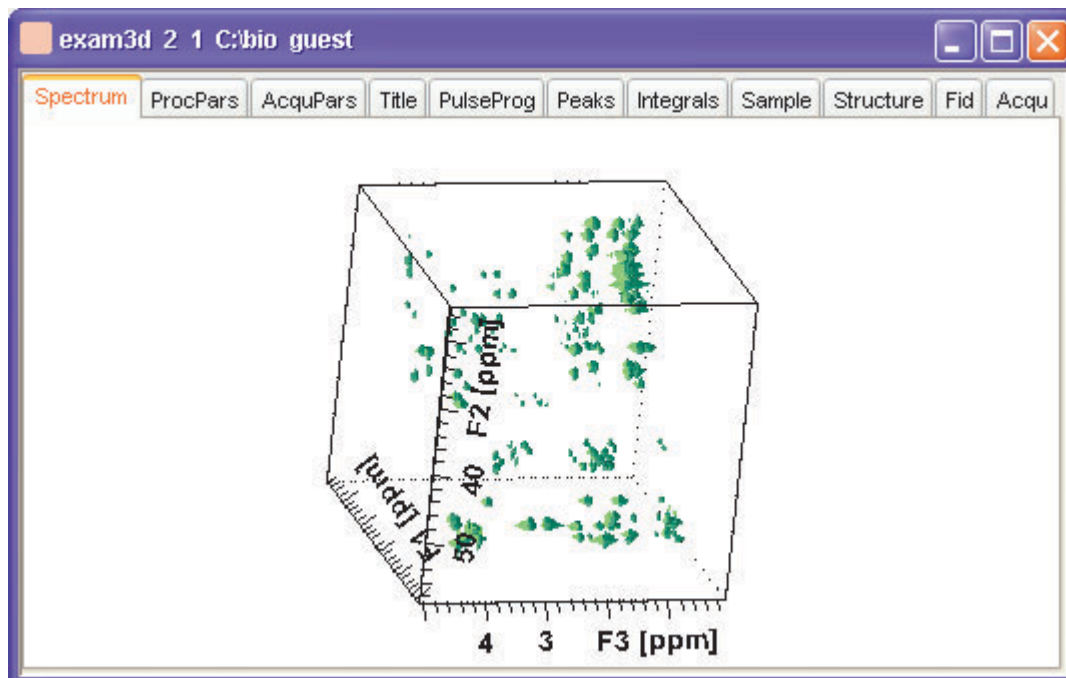 exam3d 2 1 C:\bio guest
Spectrum ProcPars AcquPars Title PulseProg Peaks Integrals Sample Structure Fid Acqu
F2 [ppm]
40
50
F1 [ppm]
4 3 F3 [ppm]